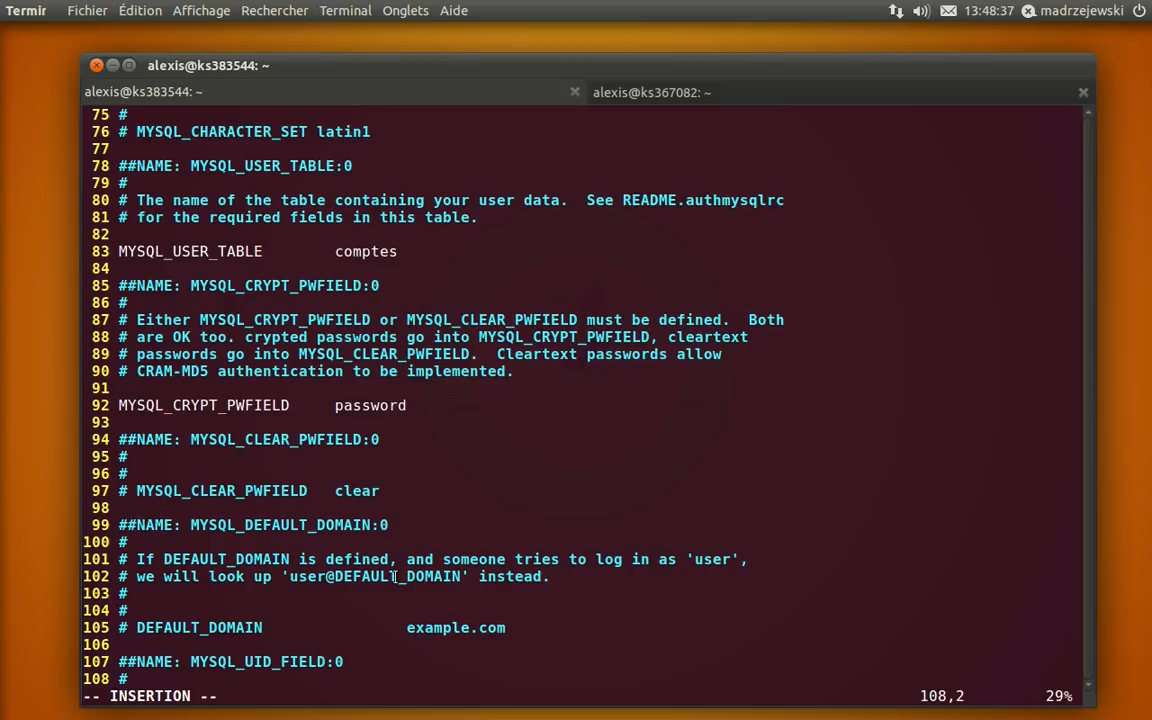 Termir Fichier Édition Affichage Rechercher Terminal Onglets Aide 13:48:37 madrzejewski
alexis@ks383544: ~
alexis@ks383544: ~ alexis@ks367082: ~
75 #
76 # MYSQL_CHARACTER_SET latin1
77
78 ##NAME: MYSQL_USER_TABLE:0
79 #
80 # The name of the table containing your user data.  See README.authmysqlrc
81 # for the required fields in this table.
82
83 MYSQL_USER_TABLE        comptes
84
85 ##NAME: MYSQL_CRYPT_PWFIELD:0
86 #
87 # Either MYSQL_CRYPT_PWFIELD or MYSQL_CLEAR_PWFIELD must be defined.  Both
88 # are OK too. crypted passwords go into MYSQL_CRYPT_PWFIELD, cleartext
89 # passwords go into MYSQL_CLEAR_PWFIELD.  Cleartext passwords allow
90 # CRAM-MD5 authentication to be implemented.
91
92 MYSQL_CRYPT_PWFIELD     password
93
94 ##NAME: MYSQL_CLEAR_PWFIELD:0
95 #
96 #
97 # MYSQL_CLEAR_PWFIELD   clear
98
99 ##NAME: MYSQL_DEFAULT_DOMAIN:0
100 #
101 # If DEFAULT_DOMAIN is defined, and someone tries to log in as 'user',
102 # we will look up 'user@DEFAULT_DOMAIN' instead.
103 #
104 #
105 # DEFAULT_DOMAIN                example.com
106
107 ##NAME: MYSQL_UID_FIELD:0
108 #
-- INSERTION -- 108,2 29%